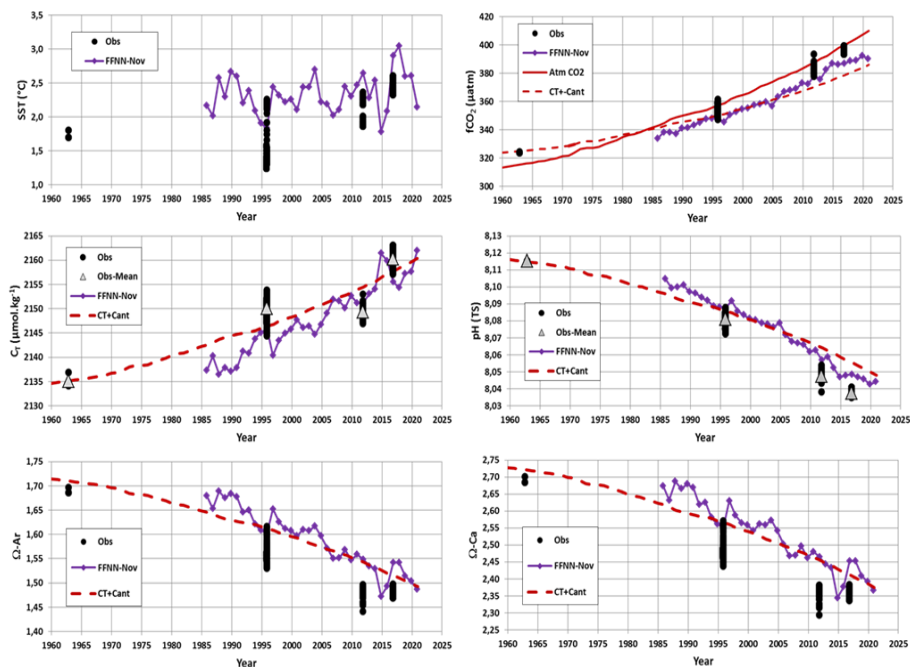 3,5
3,0
2,5
2,0
1,5
1,0
SST (°C)
Obs
FFNN-Nov
1960 1965 1970 1975 1980 1985 1990 1995 2000 2005 2010 2015 2020 2025
Year
420
400
380
360
340
320
300
fCO₂ (µatm)
Obs
FFNN-Nov
Atm CO2
CT+-Cant
1960 1965 1970 1975 1980 1985 1990 1995 2000 2005 2010 2015 2020 2025
Year
2165
2160
2155
2150
2145
2140
2135
2130
C_T (µmol.kg⁻¹)
Obs
Obs-Mean
FFNN-Nov
CT+Cant
1960 1965 1970 1975 1980 1985 1990 1995 2000 2005 2010 2015 2020 2025
Year
8,13
8,12
8,11
8,10
8,09
8,08
8,07
8,06
8,05
8,04
8,03
pH (TS)
Obs
Obs-Mean
FFNN-Nov
CT+Cant
1960 1965 1970 1975 1980 1985 1990 1995 2000 2005 2010 2015 2020 2025
Year
1,75
1,70
1,65
1,60
1,55
1,50
1,45
1,40
Ω-Ar
Obs
FFNN-Nov
CT+Cant
1960 1965 1970 1975 1980 1985 1990 1995 2000 2005 2010 2015 2020 2025
Year
2,75
2,70
2,65
2,60
2,55
2,50
2,45
2,40
2,35
2,30
2,25
Ω-Ca
Obs
FFNN-Nov
CT+Cant
1960 1965 1970 1975 1980 1985 1990 1995 2000 2005 2010 2015 2020 2025
Year